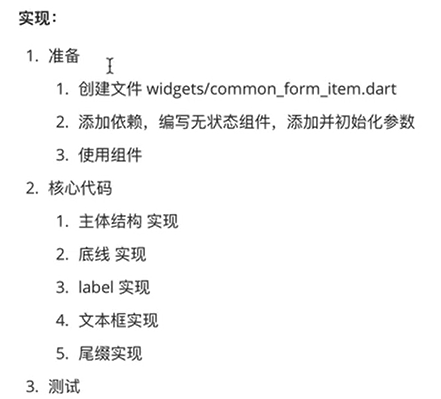 实现：
1. 准备
1. 创建文件 widgets/common_form_item.dart
2. 添加依赖，编写无状态组件，添加并初始化参数
3. 使用组件
2. 核心代码
1. 主体结构 实现
2. 底线 实现
3. label 实现
4. 文本框实现
5. 尾缀实现
3. 测试